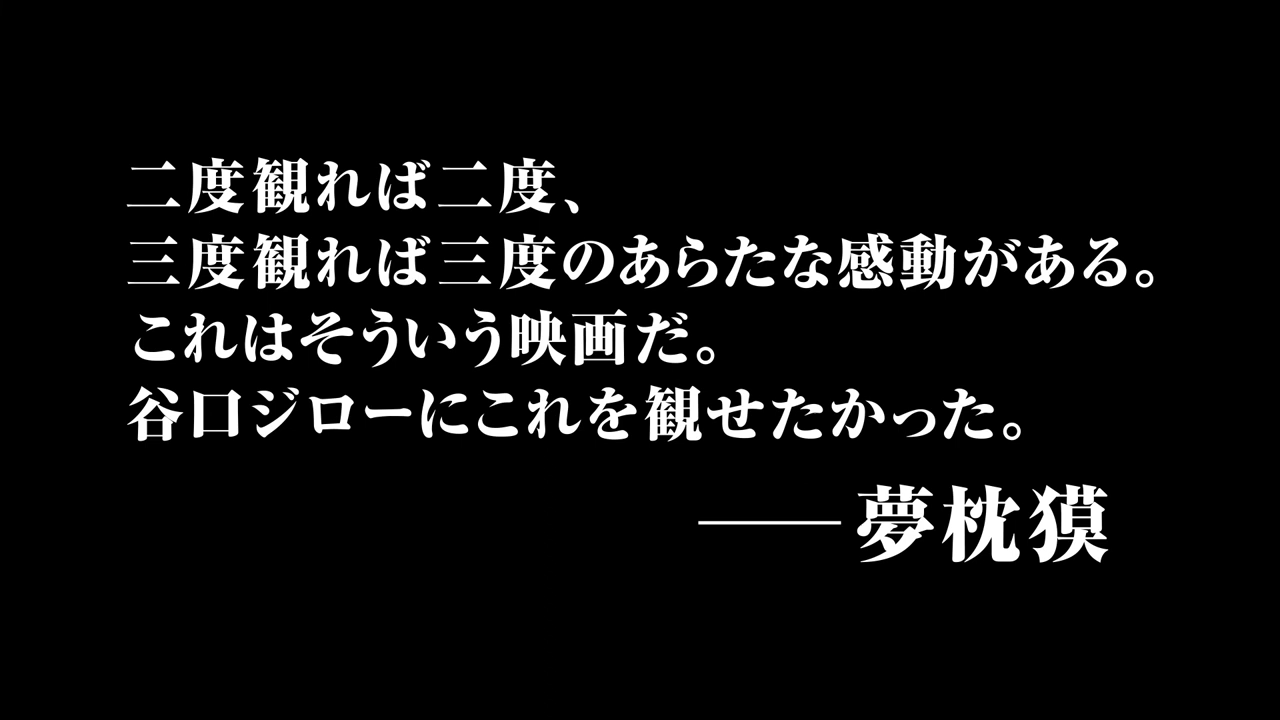 二度観れば二度、
三度観れば三度のあらたな感動がある。
これはそういう映画だ。
谷口ジローにこれを観せたかった。
——夢枕獏